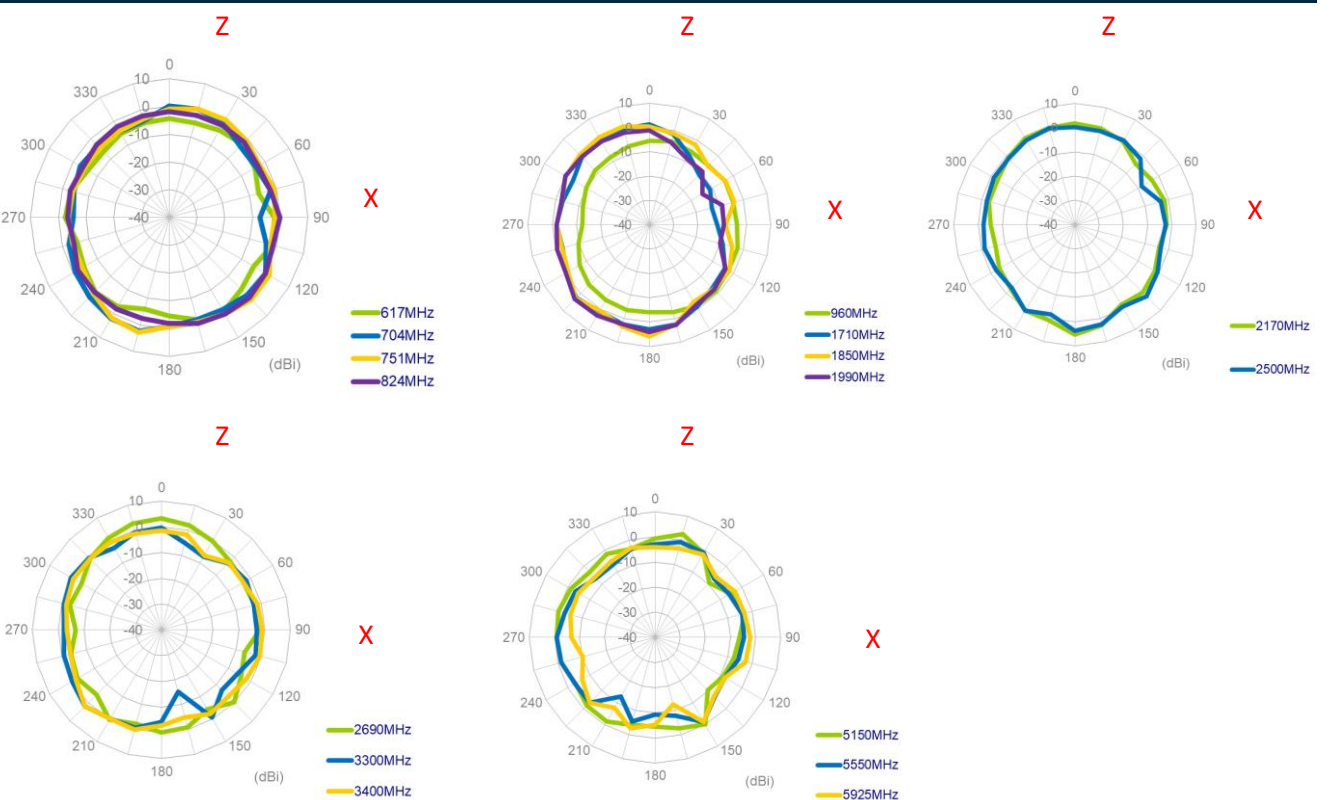 Z
0
10
330
30
0
-10
300
60
-20
-30
270
-40
90
X
240
120
210
150
180
(dBi)
617MHz
704MHz
751MHz
824MHz
Z
0
10
330
30
0
-10
300
60
-20
-30
270
-40
90
X
240
120
210
150
180
(dBi)
960MHz
1710MHz
1850MHz
1990MHz
Z
0
10
330
30
0
-10
300
60
-20
-30
270
-40
90
X
240
120
210
150
180
(dBi)
2170MHz
2500MHz
Z
0
10
330
30
0
-10
300
60
-20
-30
270
-40
90
X
240
120
210
150
180
(dBi)
2690MHz
3300MHz
3400MHz
Z
0
10
330
30
0
-10
300
60
-20
-30
270
-40
90
X
240
120
210
150
180
(dBi)
5150MHz
5550MHz
5925MHz